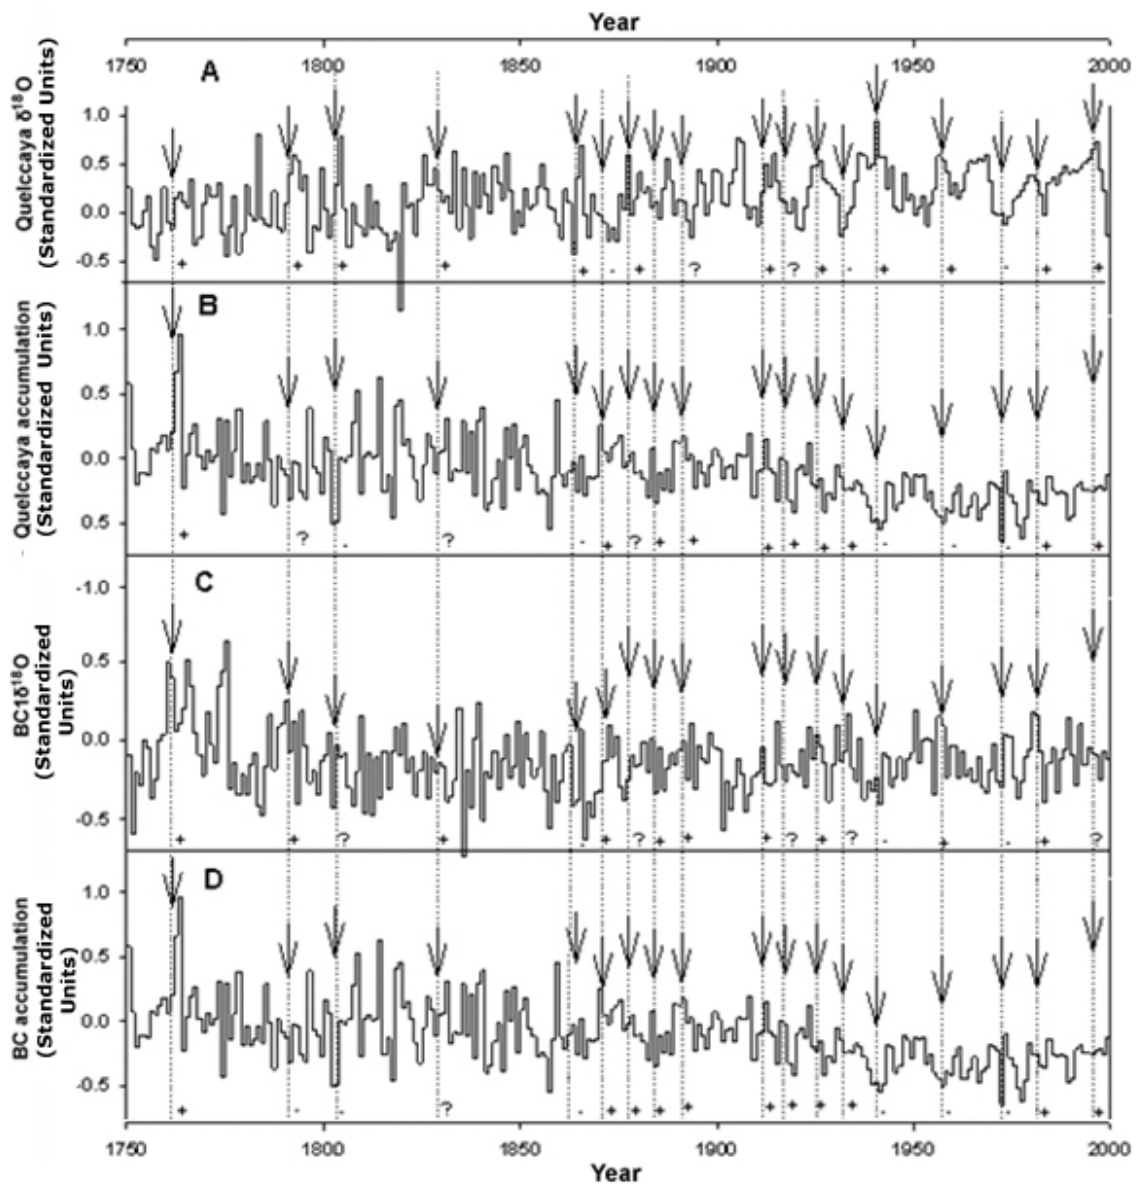 Year
1750 1800 1850 1900 1950 2000
A
Quelccaya δ¹⁸O
(Standardized Units)
1.0
0.5
0.0
-0.5
+ + + + + - + ? + ? + - + + - + +
B
Quelccaya accumulation
(Standardized Units)
1.0
0.5
0.0
0.5
+ ? - ? - + ? + + + + + + - - - + +
C
BC1δ¹⁸O
(Standardized
Units)
-1.0
0.5
0.0
-0.5
+ + ? + - + ? + + + ? + ? - + - + ?
D
BC accumulation
(Standardized
Units)
1.0
0.5
0.0
-0.5
+ - - ? - + + + + + + + + - - - + +
1750 1800 1850 1900 1950 2000
Year